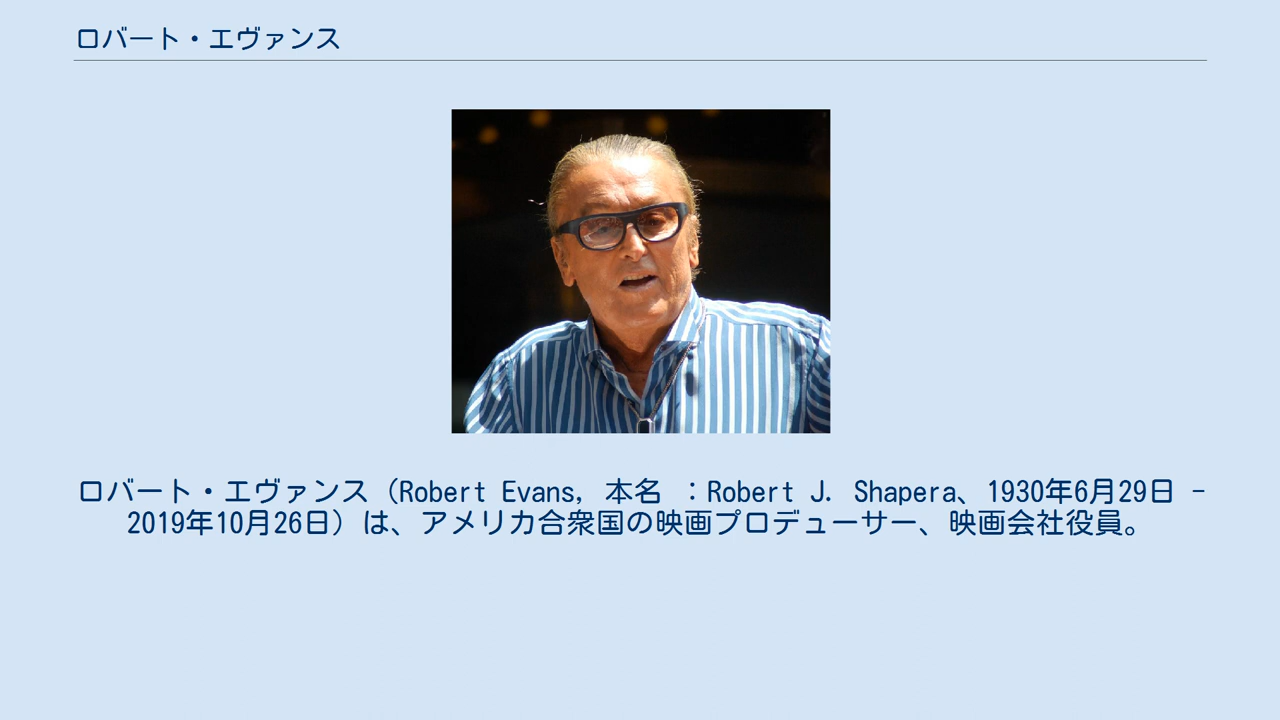 ロバート・エヴァンス
ロバート・エヴァンス（Robert Evans, 本名 ：Robert J. Shapera、1930年6月29日 -
2019年10月26日）は、アメリカ合衆国の映画プロデューサー、映画会社役員。